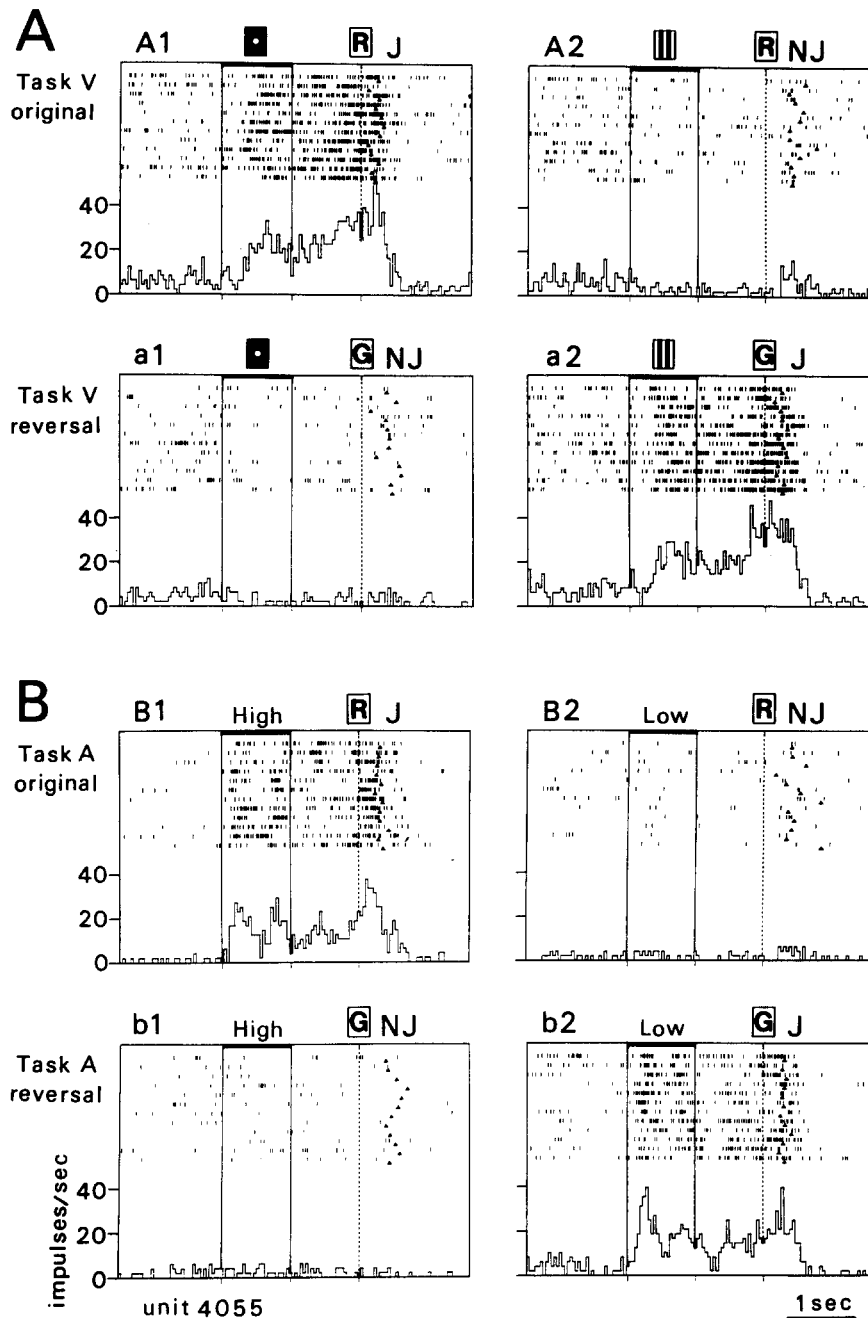 A
A1 R J
A2 R NJ
Task V
original
40
20
0
a1 G NJ
a2 G J
Task V
reversal
40
20
0
B
B1 High R J
B2 Low R NJ
Task A
original
40
20
0
b1 High G NJ
b2 Low G J
Task A
reversal
40
20
0
impulses/sec
unit 4055
1sec